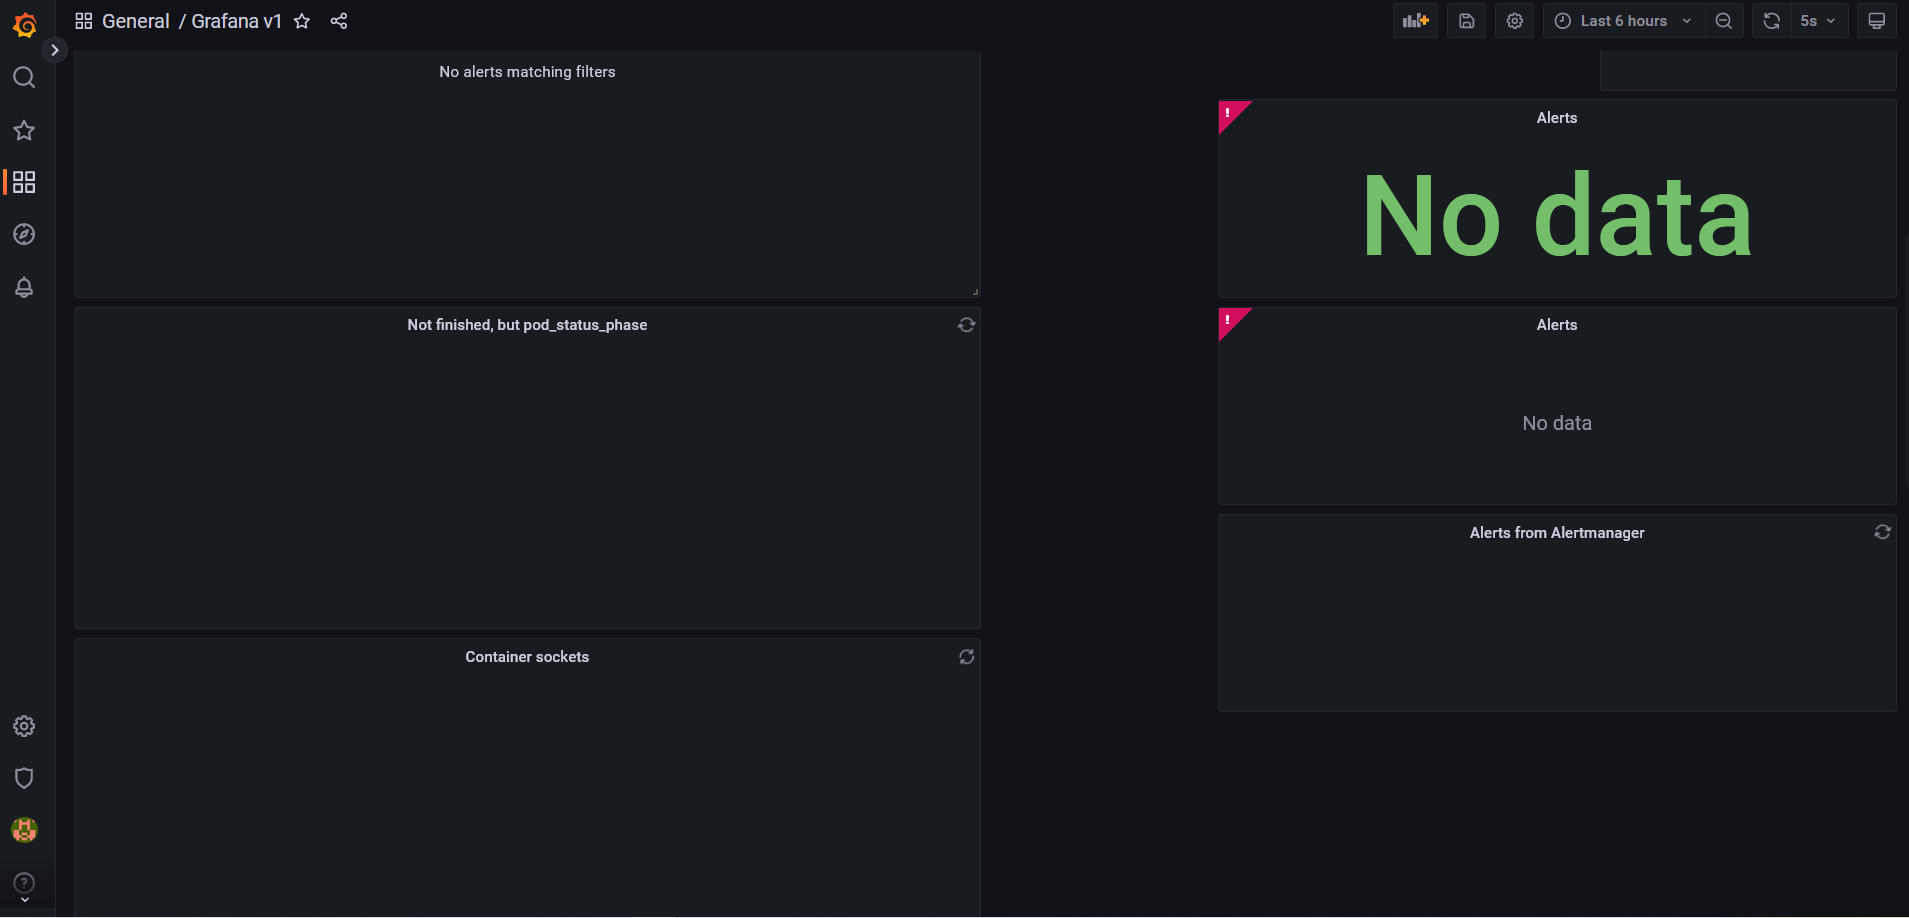 General / Grafana v1
Last 6 hours
5s
No alerts matching filters
!
Alerts
No data
Not finished, but pod_status_phase
!
Alerts
No data
Alerts from Alertmanager
Container sockets
?